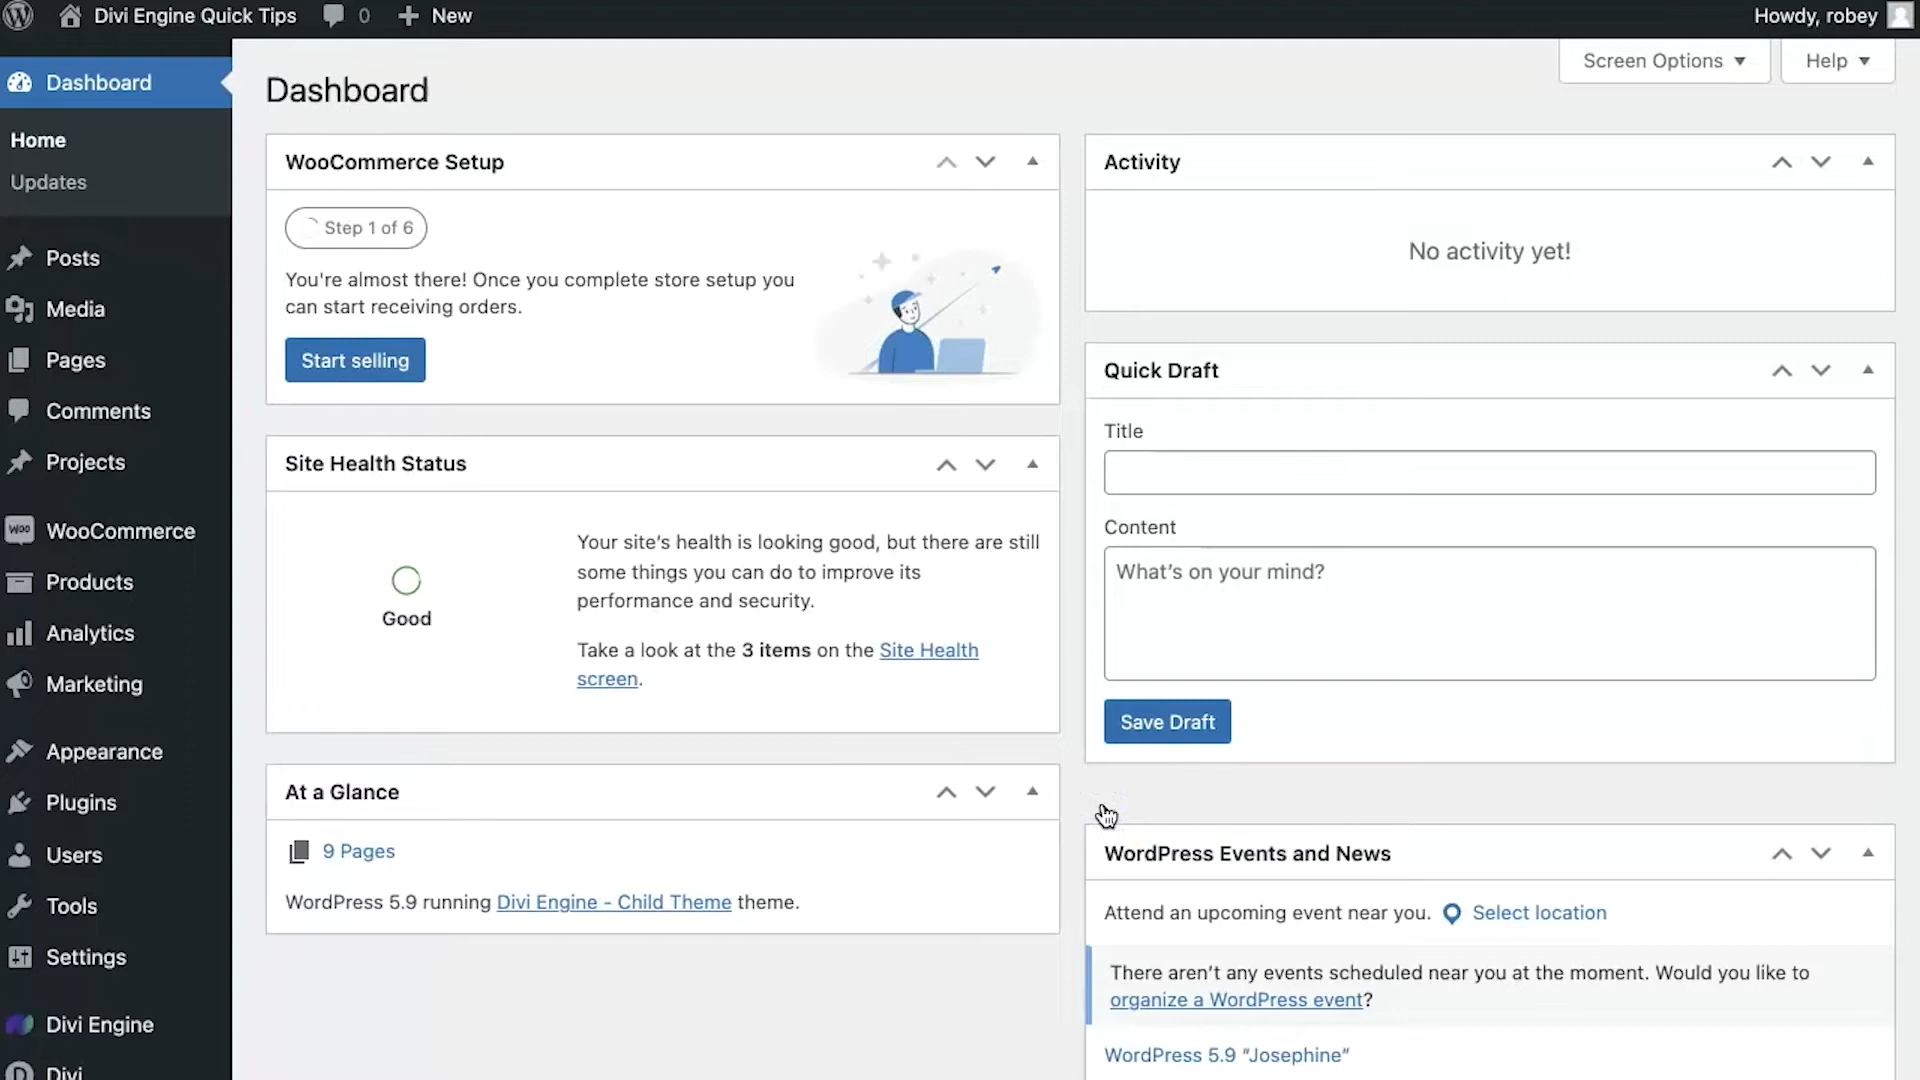 Divi Engine Quick Tips 0 New Howdy, robey
Screen Options Help
Dashboard
Home
Updates
Posts
Media
Pages
Comments
Projects
WooCommerce
Products
Analytics
Marketing
Appearance
Plugins
Users
Tools
Settings
Divi Engine
Divi
Dashboard
WooCommerce Setup
Step 1 of 6
You're almost there! Once you complete store setup you
can start receiving orders.
Start selling
Site Health Status
Good
Your site's health is looking good, but there are still
some things you can do to improve its
performance and security.
Take a look at the 3 items on the Site Health
screen.
At a Glance
9 Pages
WordPress 5.9 running Divi Engine - Child Theme theme.
Activity
No activity yet!
Quick Draft
Title
Content
What's on your mind?
Save Draft
WordPress Events and News
Attend an upcoming event near you. Select location
There aren't any events scheduled near you at the moment. Would you like to
organize a WordPress event?
WordPress 5.9 "Josephine"